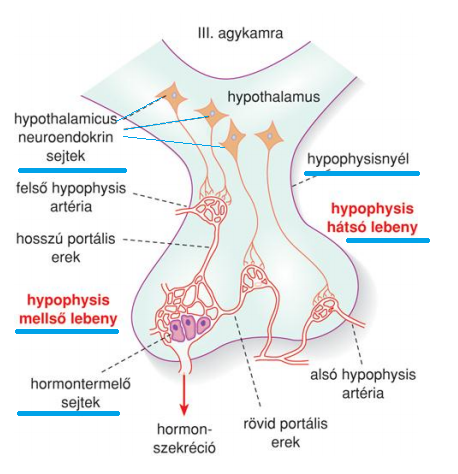 III. agykamra
hypothalamus
hypothalamicus
neuroendokrin
sejtek
hypophysisnyél
felső hypophysis
artéria
hypophysis
hátsó lebeny
hosszú portális
erek
hypophysis
mellső lebeny
hormontermelő
sejtek
alsó hypophysis
artéria
hormon-
szekréció
rövid portális
erek